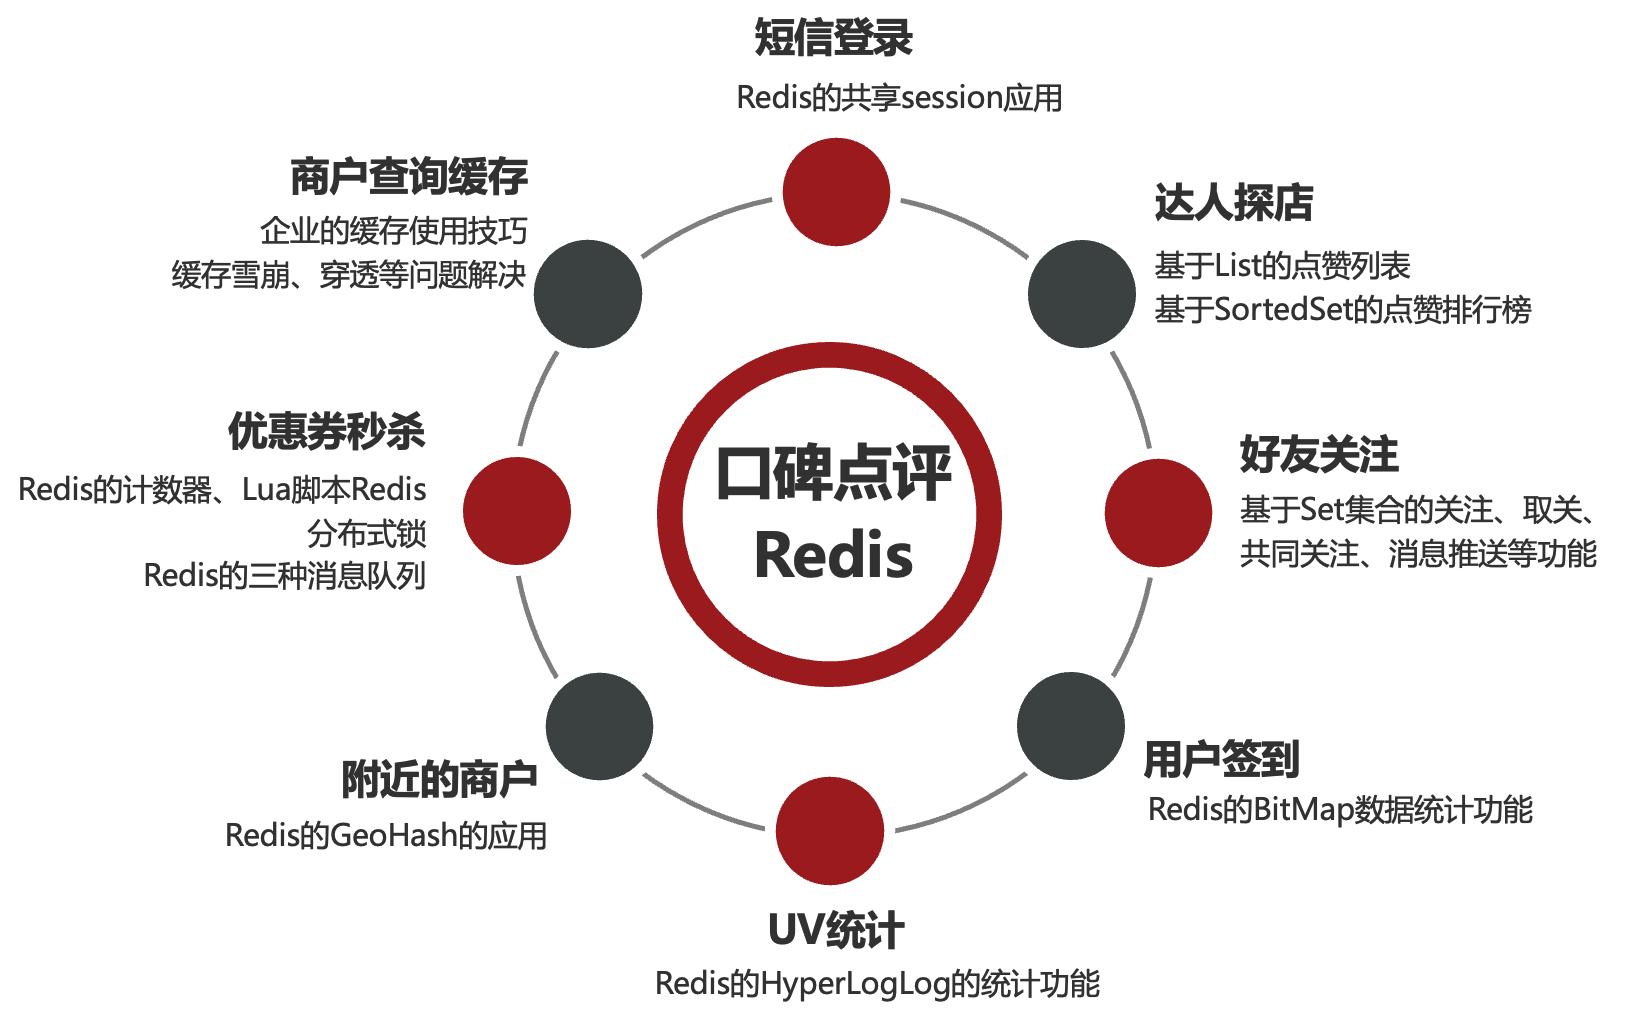 短信登录
Redis的共享session应用
商户查询缓存
企业的缓存使用技巧
缓存雪崩、穿透等问题解决
达人探店
基于List的点赞列表
基于SortedSet的点赞排行榜
优惠券秒杀
Redis的计数器、Lua脚本Redis
分布式锁
Redis的三种消息队列
口碑点评
Redis
好友关注
基于Set集合的关注、取关、
共同关注、消息推送等功能
附近的商户
Redis的GeoHash的应用
用户签到
Redis的BitMap数据统计功能
UV统计
Redis的HyperLogLog的统计功能